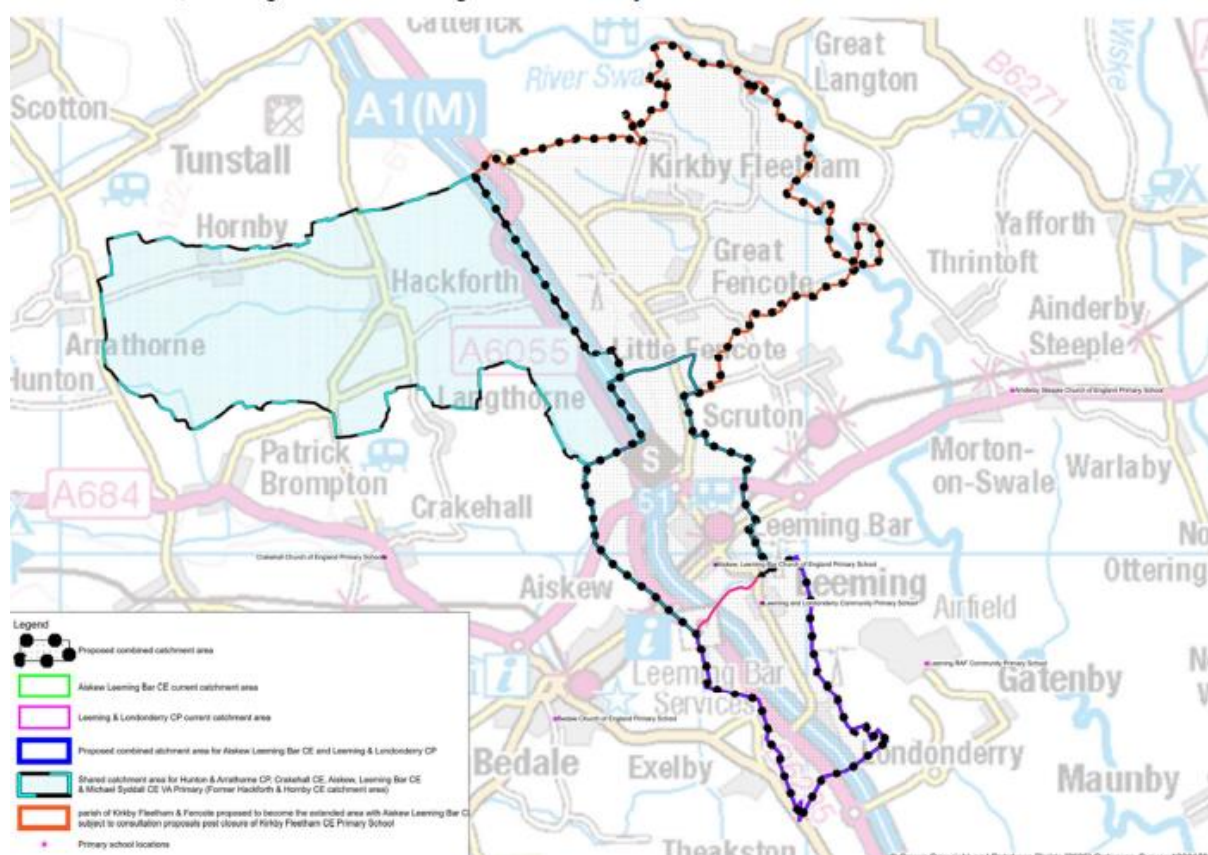 Catterick
Great
Langton
River Swa
Wiske
B6271
Scotton
A1(M)
Tunstall
Kirkby Fleetham
Hornby
Yafforth
Great
Fencote
Thrintoft
Hackforth
Ainderby
Steeple
Arrathorne
A6055
Little Fencote
Hunton
Ainderby Steeple Church of England Primary School
Langthorne
Scruton
Patrick
Brompton
S
Morton-
on-Swale
Warlaby
A684
51
Crakehall
Leeming Bar
Crakehall Church of England Primary School
Aiskew, Leeming Bar Church of England Primary School
Aiskew
Leeming
Ottering
Leeming and Londonderry Community Primary School
Airfield
Leeming RAF Community Primary School
Leeming Bar
Services
Gatenby
Bedale Church of England Primary School
Bedale
Exelby
Londonderry
Maunby
Theakston
Legend
Proposed combined catchment area
Aiskew Leeming Bar CE current catchment area
Leeming & Londonderry CP current catchment area
Proposed combined atchment area for Aiskew Leeming Bar CE and Leeming & Londonderry CP
Shared catchment area for Hunton & Arrathorne CP, Crakehall CE, Aiskew, Leeming Bar CE
& Michael Syddall CE VA Primary (Former Hackforth & Hornby CE catchment area)
parish of Kirkby Fleetham & Fencote proposed to become the extended area with Aiskew Leeming Bar C
subject to consultation proposals post closure of Kirkby Fleetham CE Primary School
Primary school locations